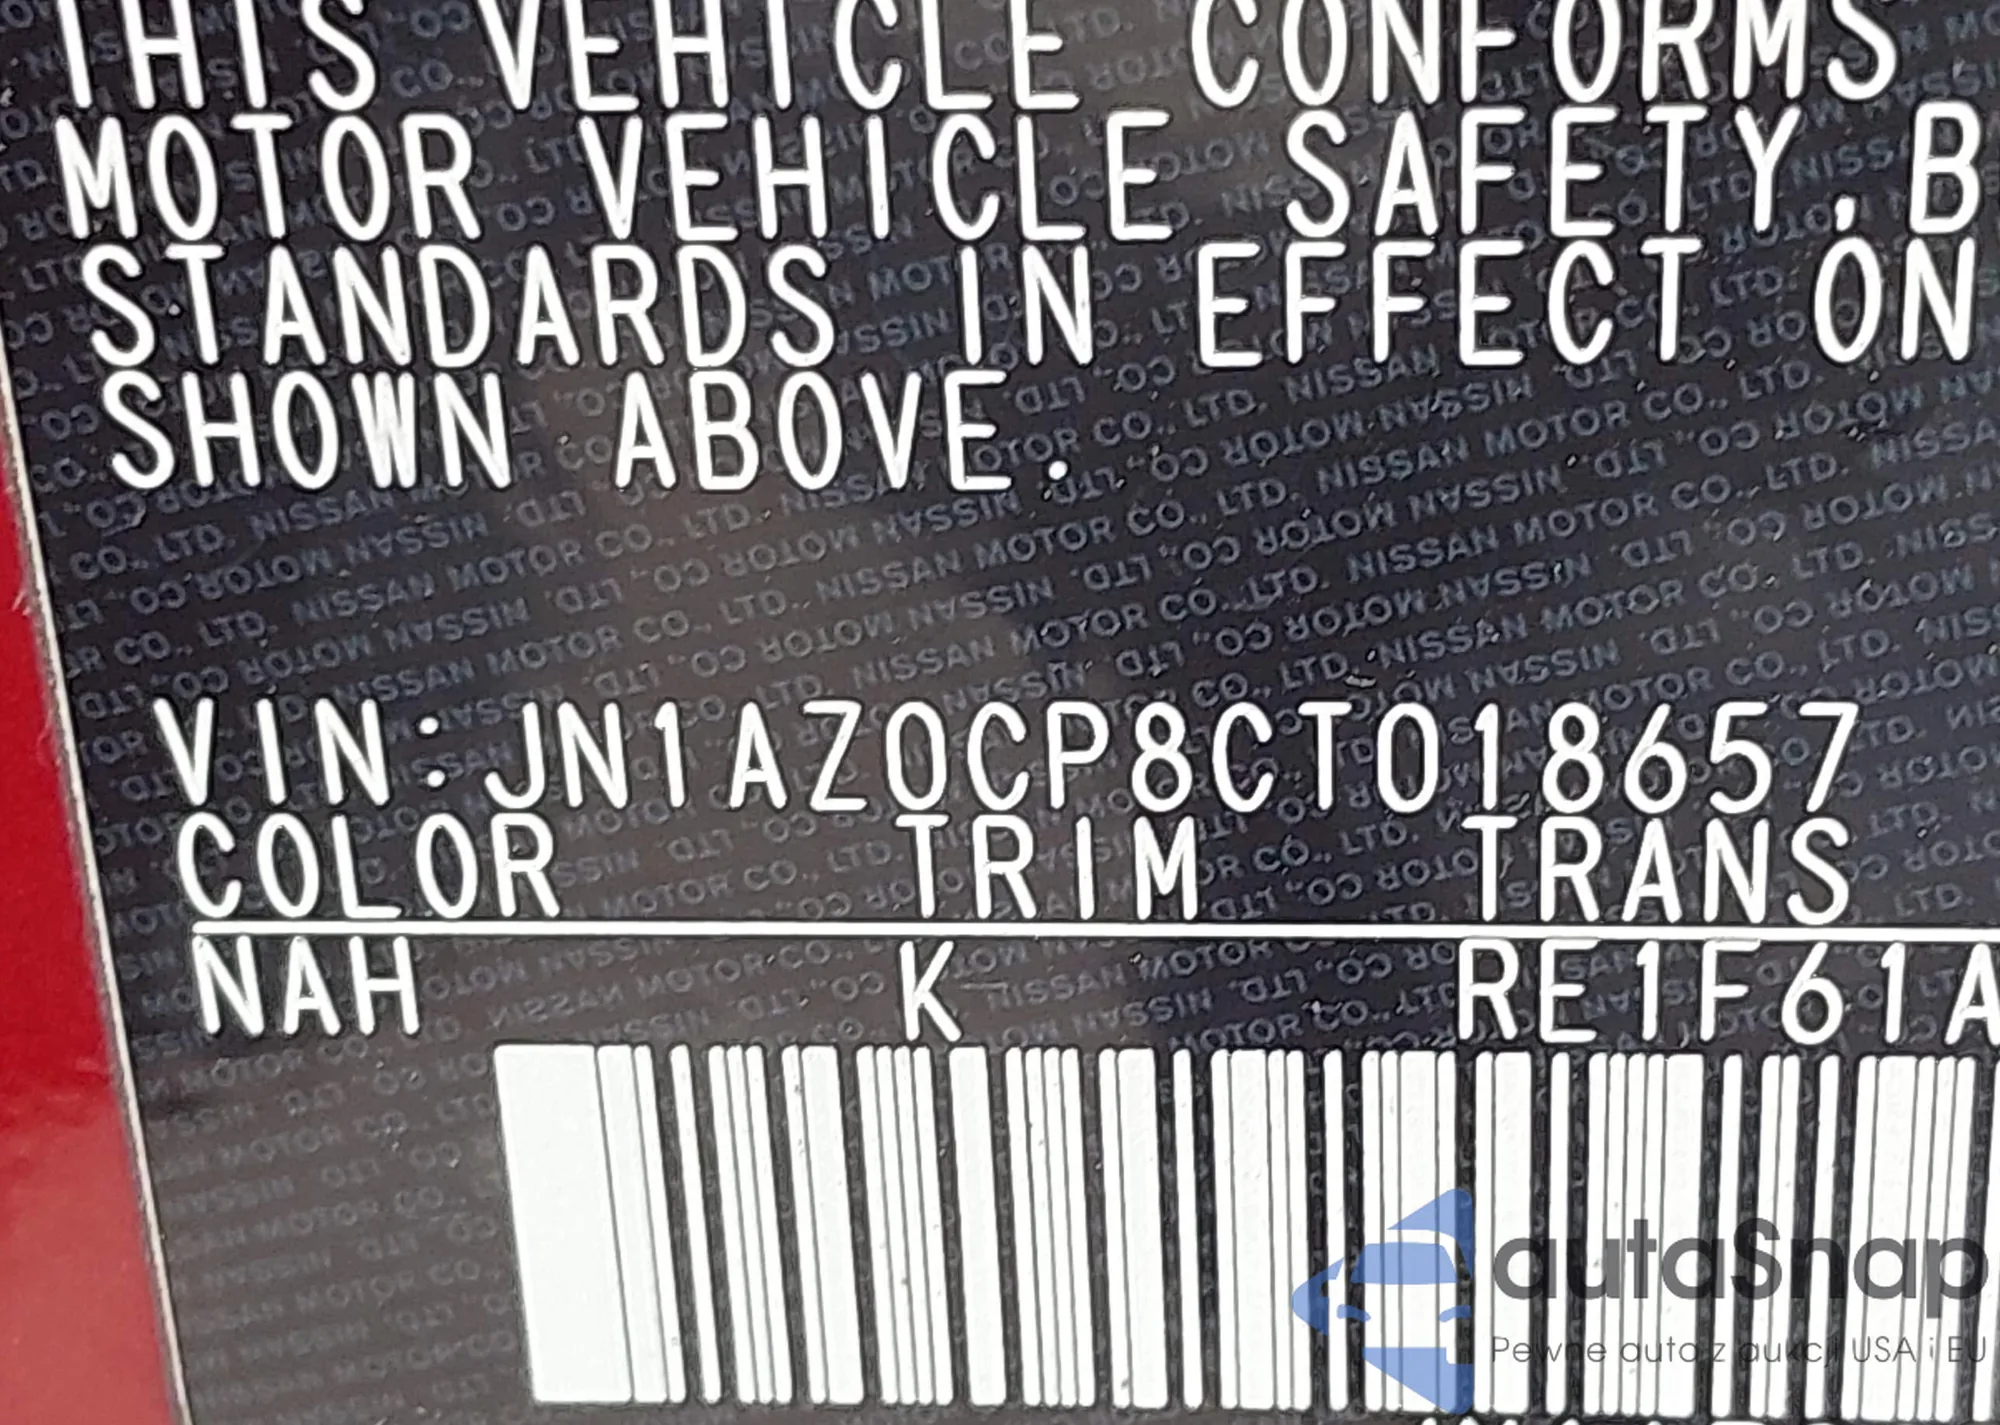 THIS VEHICLE CONFORMS
MOTOR VEHICLE SAFETY, B
STANDARDS IN EFFECT ON
SHOWN ABOVE.
VIN:JN1AZ0CP8CT018657
COLOR TRIM TRANS
NAH K RE1F61A
autaSnap
Pewne auta z aukcji USA i EU